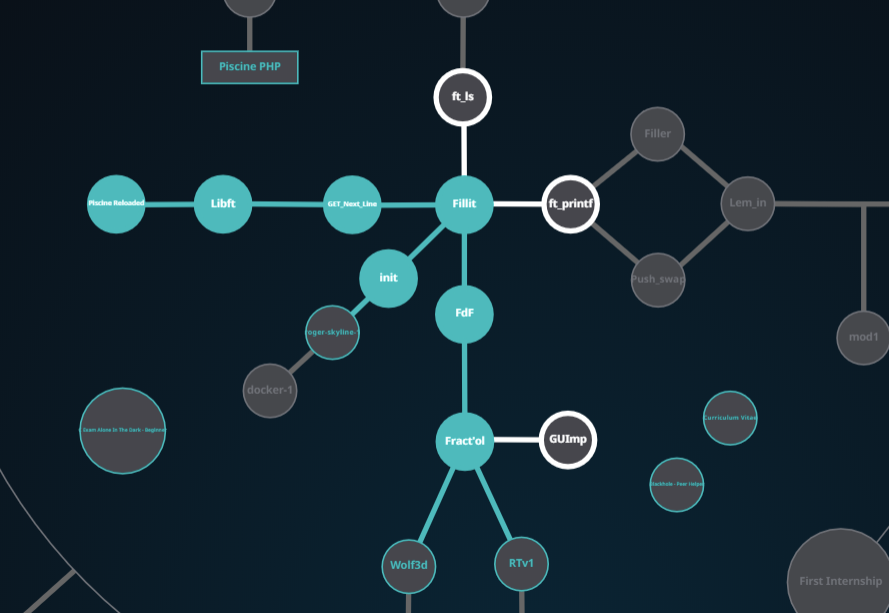 Piscine PHP
ft_ls
Filler
Piscine Reloaded
Libft
GET_Next_Line
Fillit
ft_printf
Lem_in
init
Push_swap
FdF
oger-skyline-
mod1
docker-1
Exam Alone In The Dark - Beginner
Curriculum Vitae
Fract'ol
GUImp
Blackhole - Peer Helper
Wolf3d
RTv1
First Internship